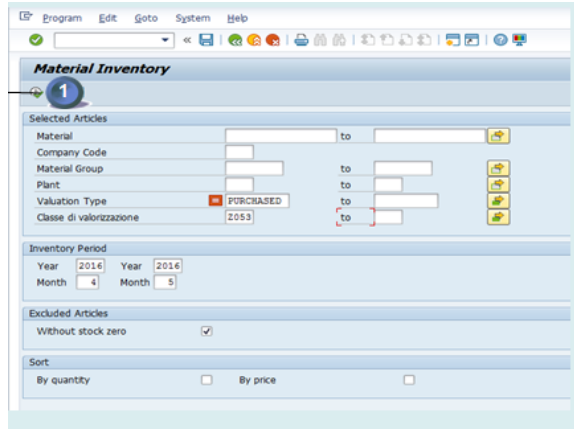 Program Edit Goto System Help
Material Inventory
1
Selected Articles
Material to
Company Code
Material Group to
Plant to
Valuation Type = PURCHASED to
Classe di valorizzazione Z053 to
Inventory Period
Year 2016 Year 2016
Month 4 Month 5
Excluded Articles
Without stock zero
Sort
By quantity By price